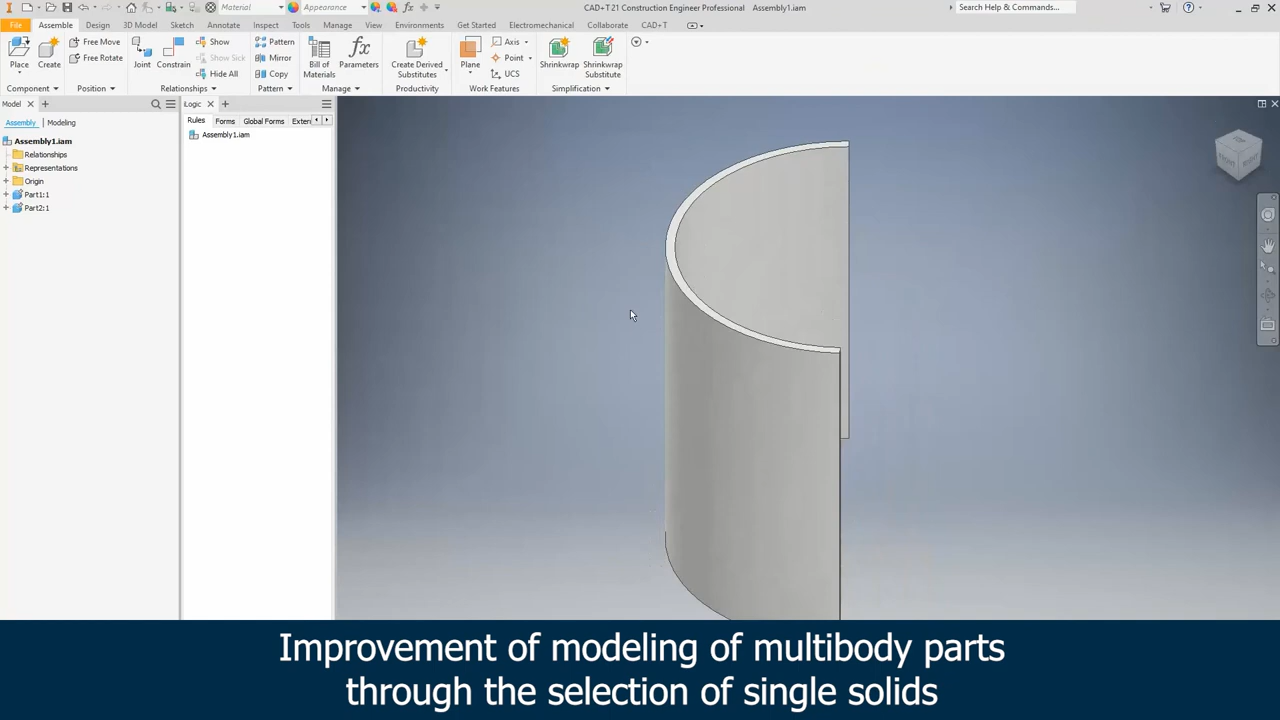 Material
Appearance
CAD+T 21 Construction Engineer Professional Assembly1.iam
Search Help & Commands...
File Assemble Design 3D Model Sketch Annotate Inspect Tools Manage View Environments Get Started Electromechanical Collaborate CAD+T
Place
Create
Free Move
Free Rotate
Joint
Constrain
Show
Show Sick
Hide All
Pattern
Mirror
Copy
Bill of
Materials
Parameters
Create Derived
Substitutes
Plane
Axis
Point
UCS
Shrinkwrap
Shrinkwrap
Substitute
Component Position Relationships Pattern Manage Productivity Work Features Simplification
Model
Logic
Assembly Modeling
Rules Forms Global Forms Exter
Assembly1.iam
Relationships
Representations
Origin
Part1:1
Part2:1
Assembly1.iam
Improvement of modeling of multibody parts
through the selection of single solids